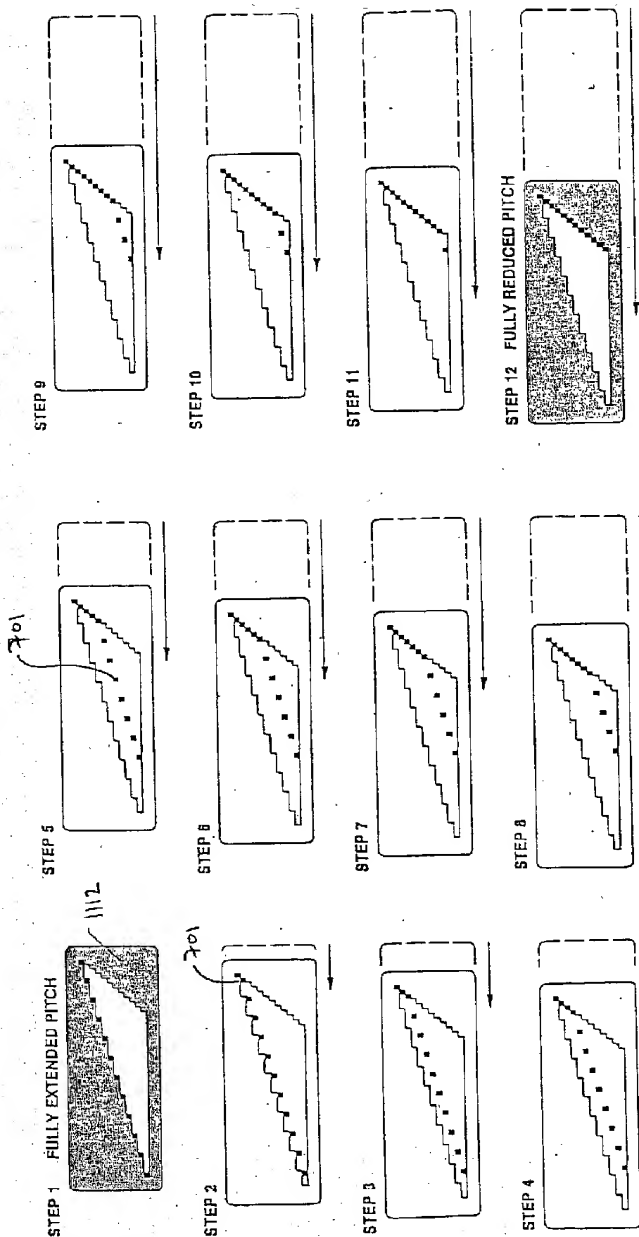 STEP 1 FULLY EXTENDED PITCH
1112
STEP 2
701
STEP 3
STEP 4
STEP 5
701
STEP 6
STEP 7
STEP 8
STEP 9
STEP 10
STEP 11
STEP 12 FULLY REDUCED PITCH